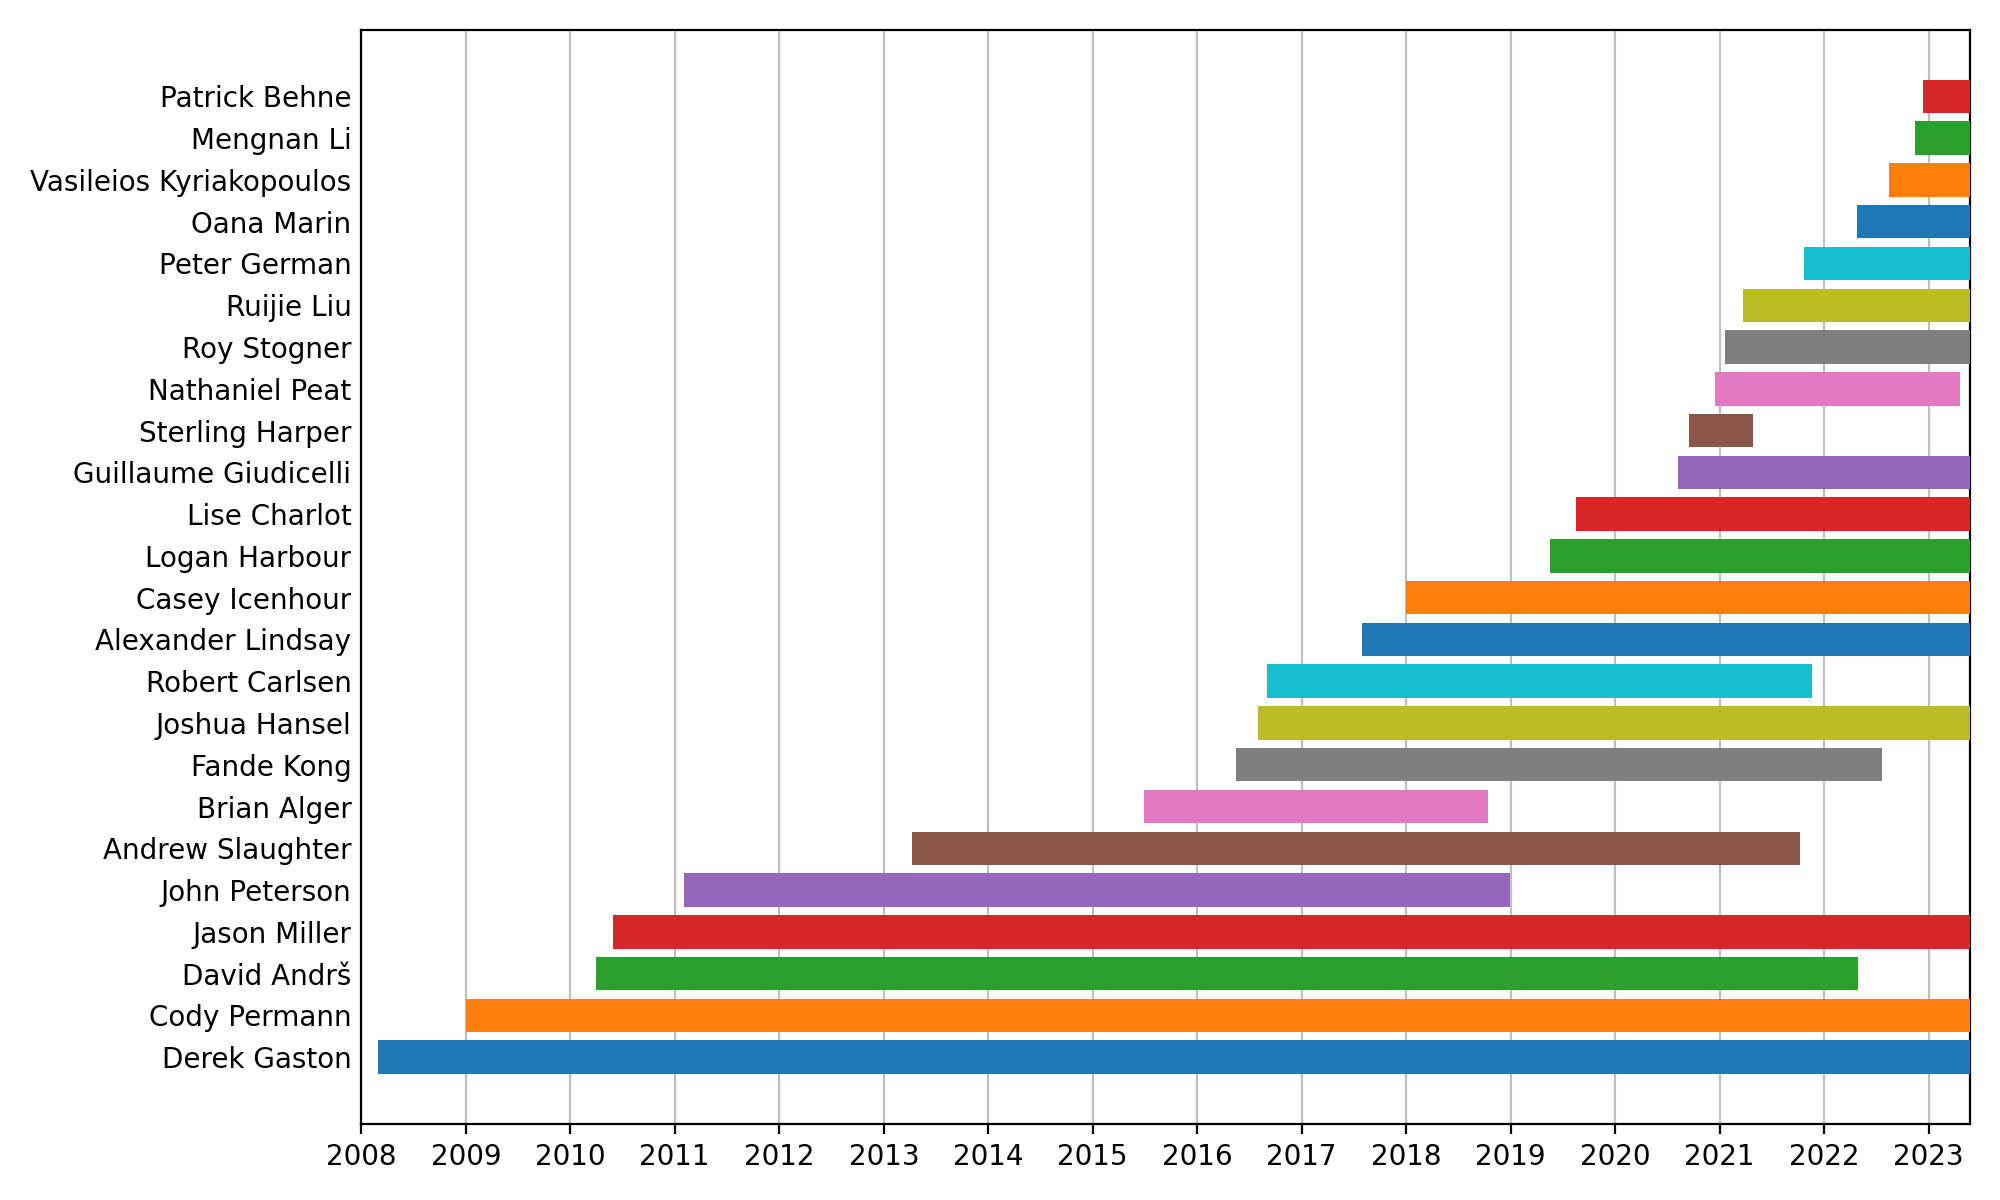 Patrick Behne
Mengnan Li
Vasileios Kyriakopoulos
Oana Marin
Peter German
Ruijie Liu
Roy Stogner
Nathaniel Peat
Sterling Harper
Guillaume Giudicelli
Lise Charlot
Logan Harbour
Casey Icenhour
Alexander Lindsay
Robert Carlsen
Joshua Hansel
Fande Kong
Brian Alger
Andrew Slaughter
John Peterson
Jason Miller
David Andrš
Cody Permann
Derek Gaston
2008 2009 2010 2011 2012 2013 2014 2015 2016 2017 2018 2019 2020 2021 2022 2023